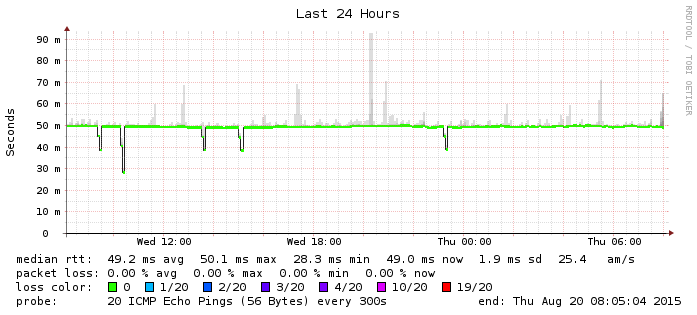 Last 24 Hours
RRDTOOL / TOBI OETIKER
Seconds
90 m
80 m
70 m
60 m
50 m
40 m
30 m
20 m
10 m
0
Wed 12:00 Wed 18:00 Thu 00:00 Thu 06:00
median rtt: 49.2 ms avg 50.1 ms max 28.3 ms min 49.0 ms now 1.9 ms sd 25.4 am/s
packet loss: 0.00 % avg 0.00 % max 0.00 % min 0.00 % now
loss color: 0 1/20 2/20 3/20 4/20 10/20 19/20
probe: 20 ICMP Echo Pings (56 Bytes) every 300s end: Thu Aug 20 08:05:04 2015